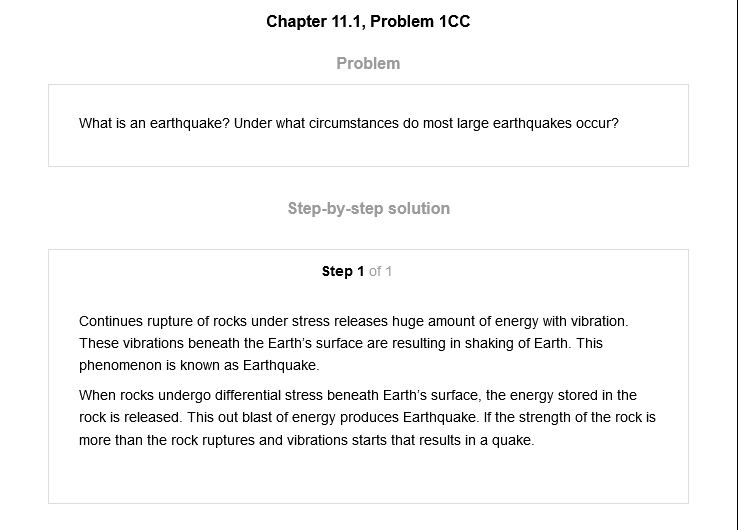 Chapter 11.1, Problem 1CC
Problem
What is an earthquake? Under what circumstances do most large earthquakes occur?
Step-by-step solution
Step 1 of 1
Continues rupture of rocks under stress releases huge amount of energy with vibration.
These vibrations beneath the Earth's surface are resulting in shaking of Earth. This
phenomenon is known as Earthquake.
When rocks undergo differential stress beneath Earth's surface, the energy stored in the
rock is released. This out blast of energy produces Earthquake. If the strength of the rock is
more than the rock ruptures and vibrations starts that results in a quake.